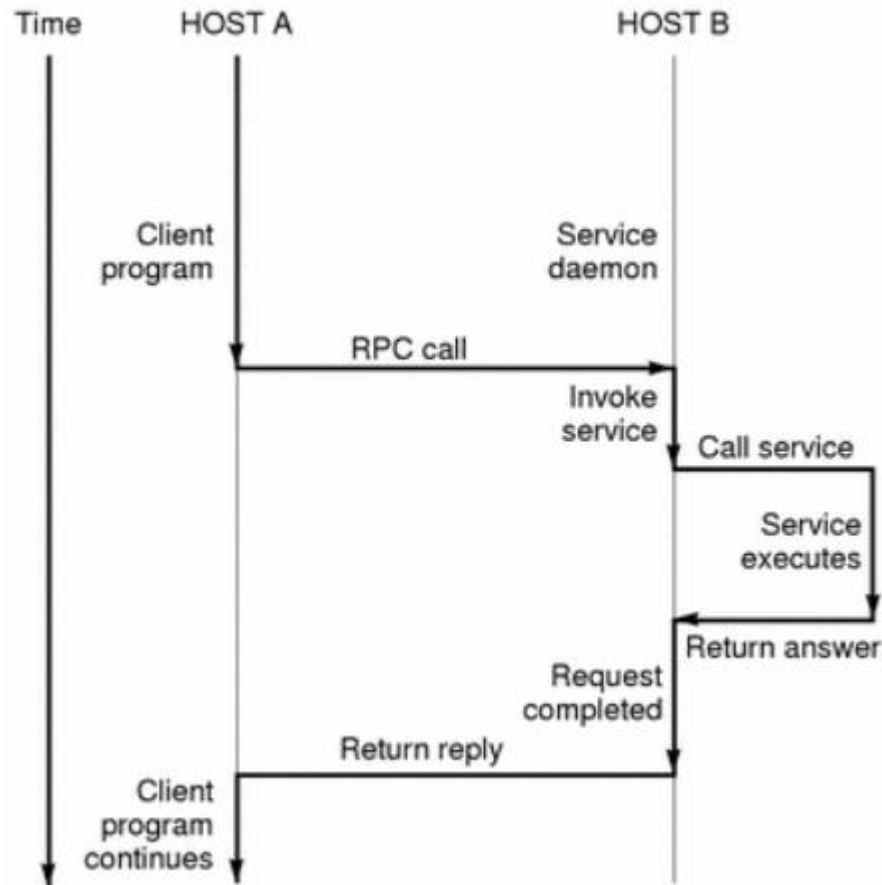 Time
HOST A
HOST B
Client
program
Service
daemon
RPC call
Invoke
service
Call service
Service
executes
Return answer
Request
completed
Return reply
Client
program
continues